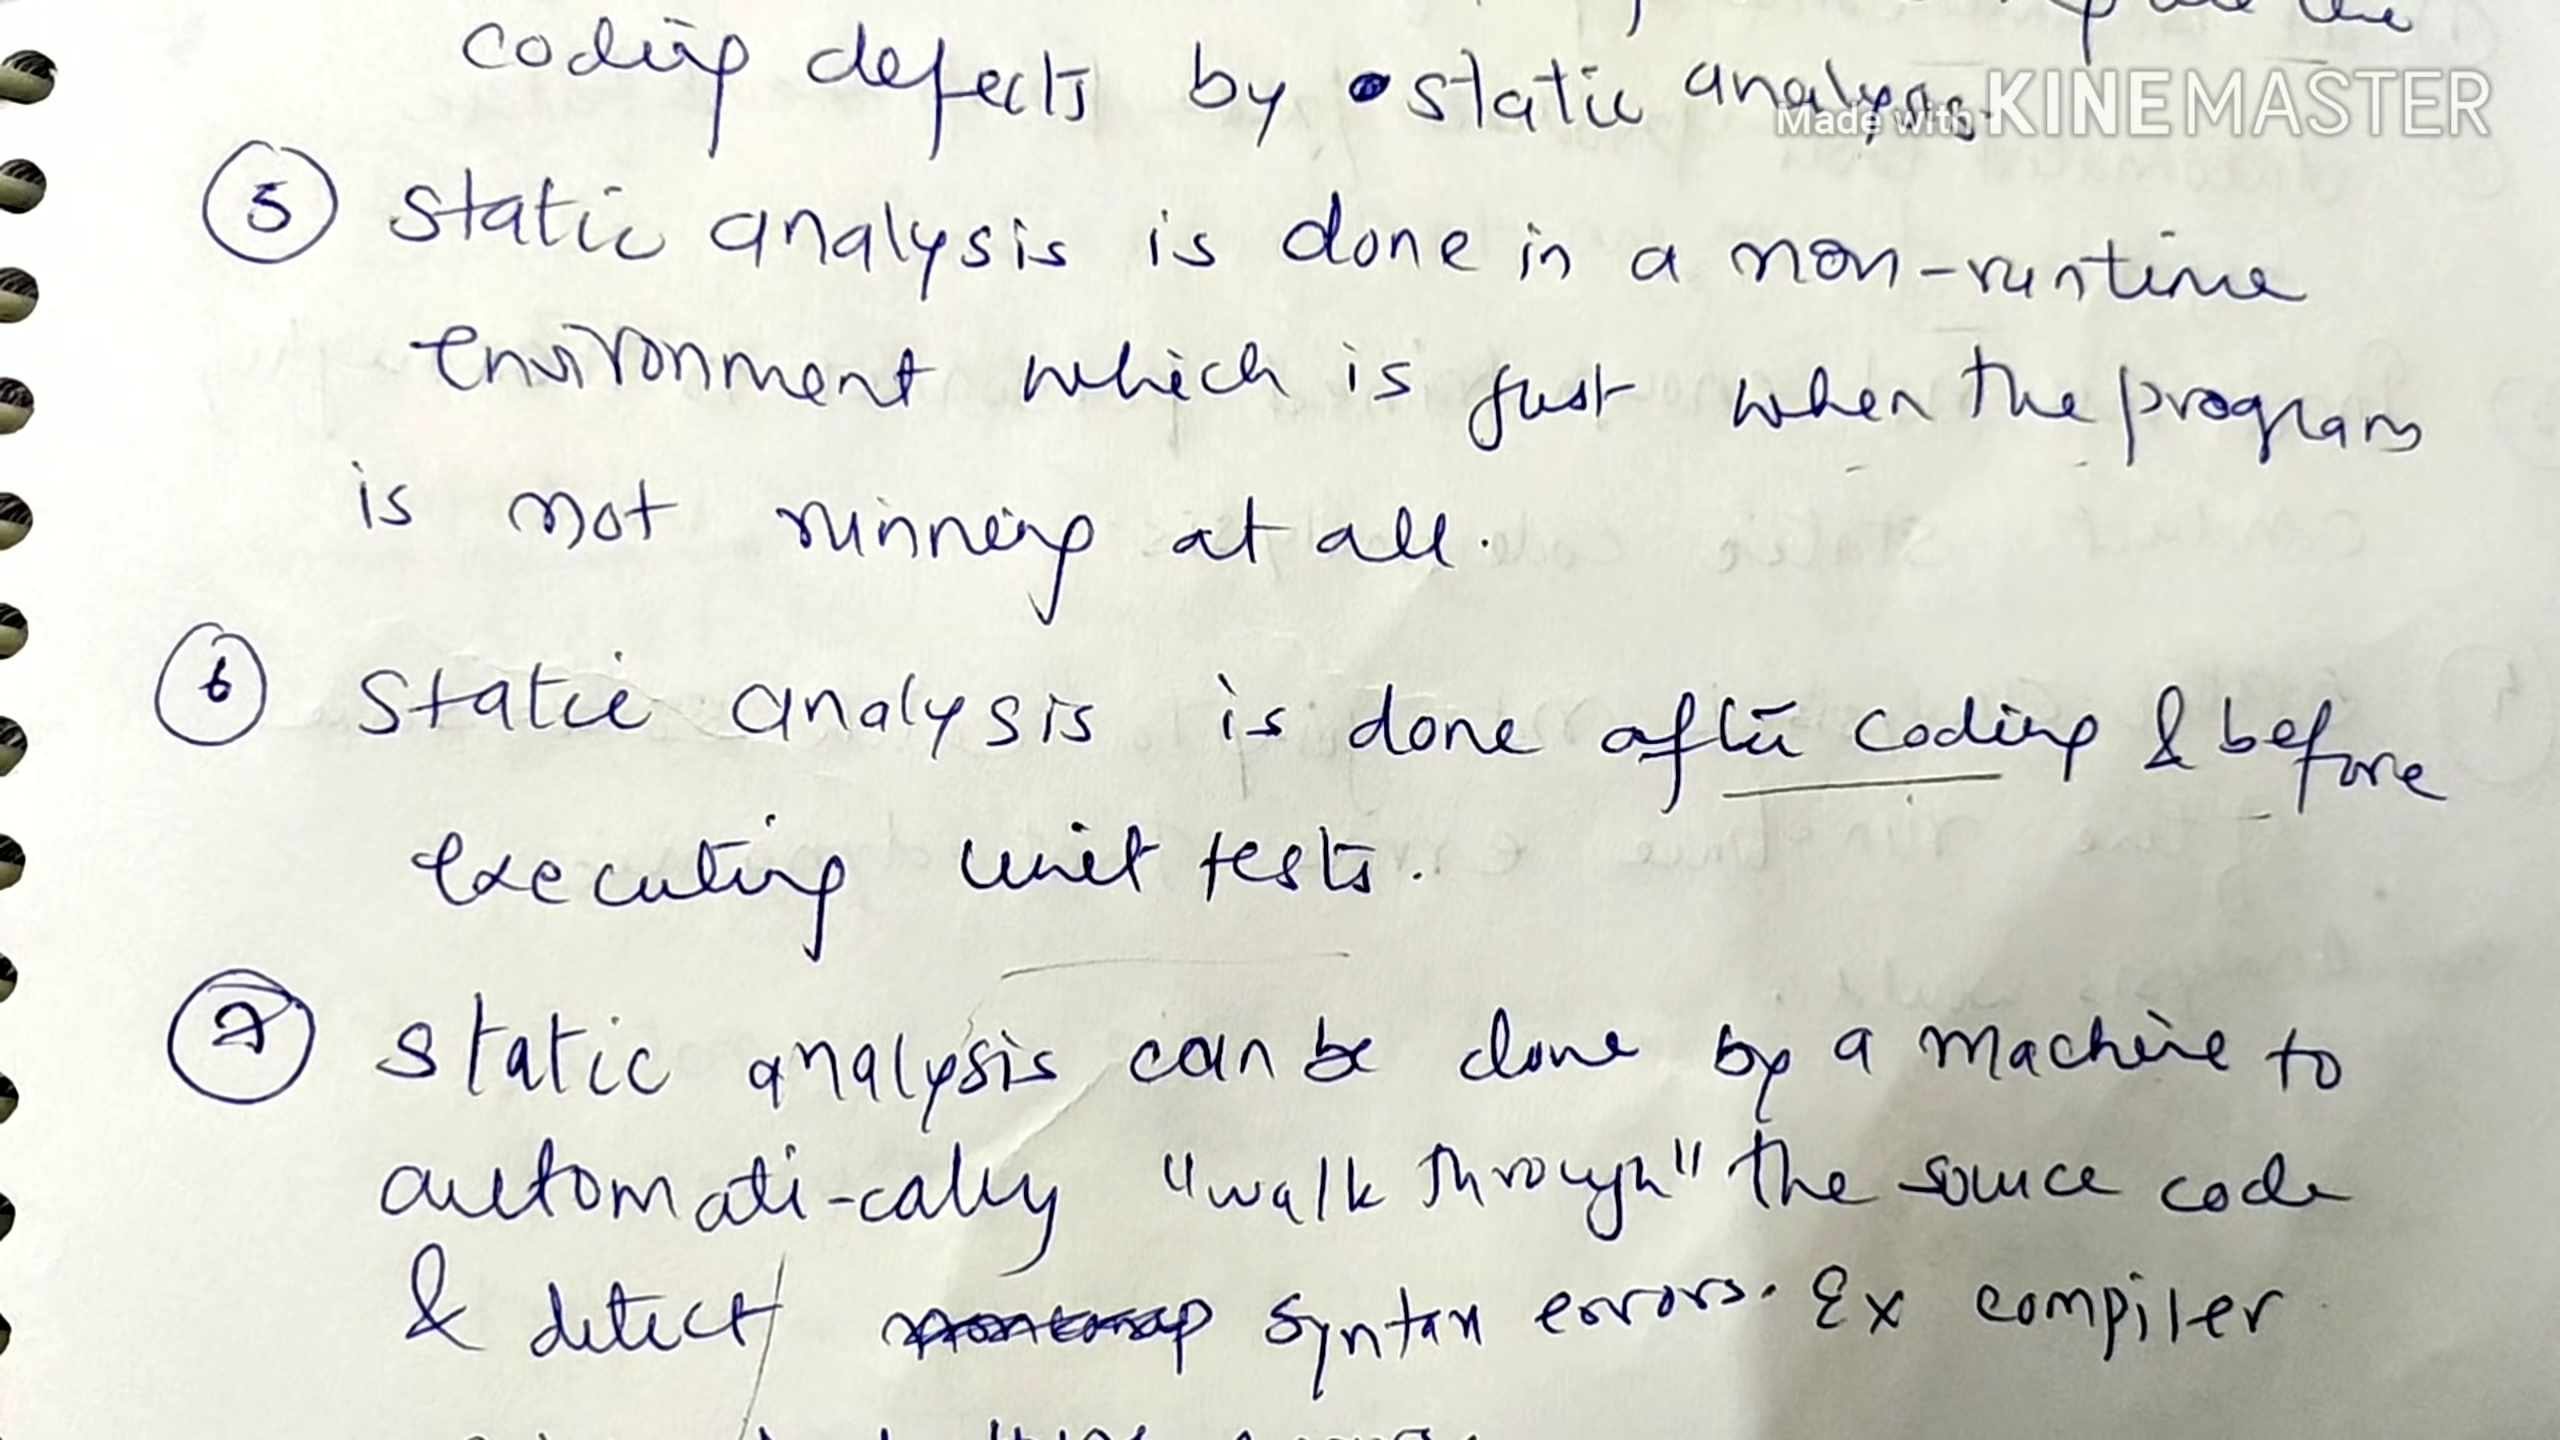 the
coding defects by static analysis.
Made with KINEMASTER
5 Static analysis is done in a non-runtime
environment which is just when the program
is not running at all.
6 Static analysis is done after coding & before
executing unit tests.
7 Static analysis can be done by a machine to
automati-cally "walk through" the source code
& detect syntax errors. Ex compiler